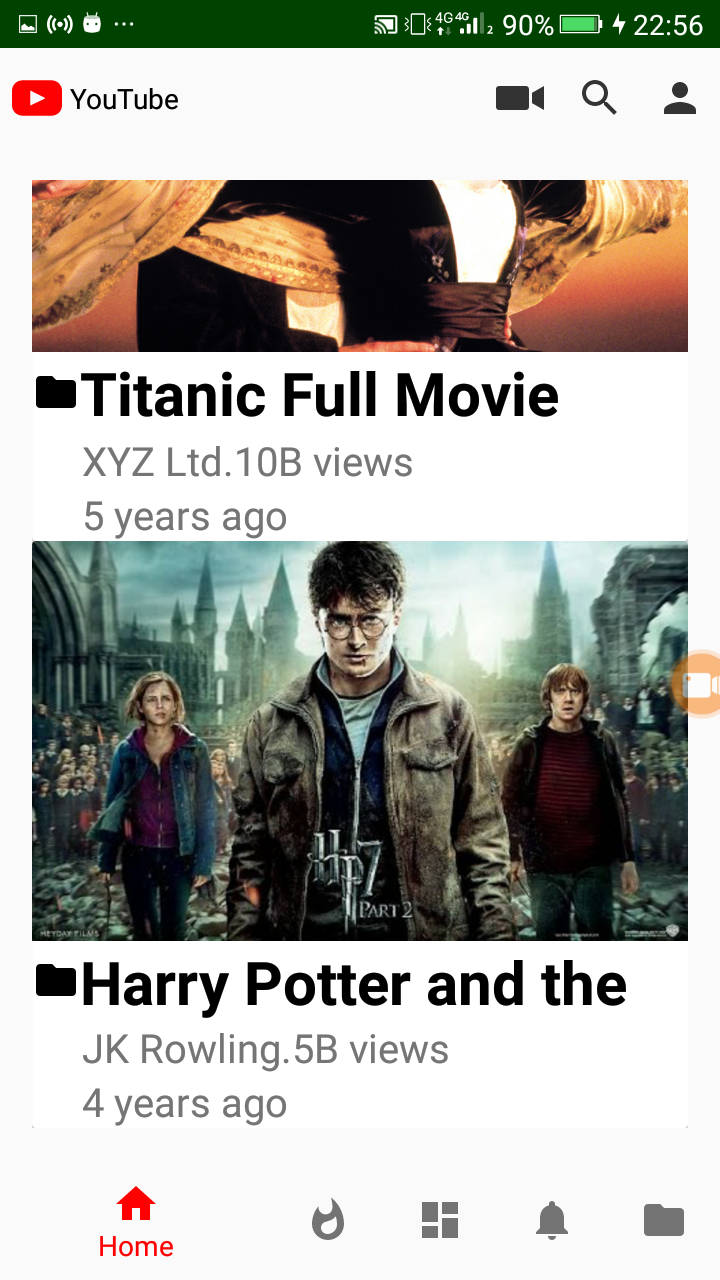 4G 4G 2 90% 22:56
YouTube
Titanic Full Movie
XYZ Ltd.10B views
5 years ago
HP7
PART 2
HEYDAY FILMS
Harry Potter and the
JK Rowling.5B views
4 years ago
Home